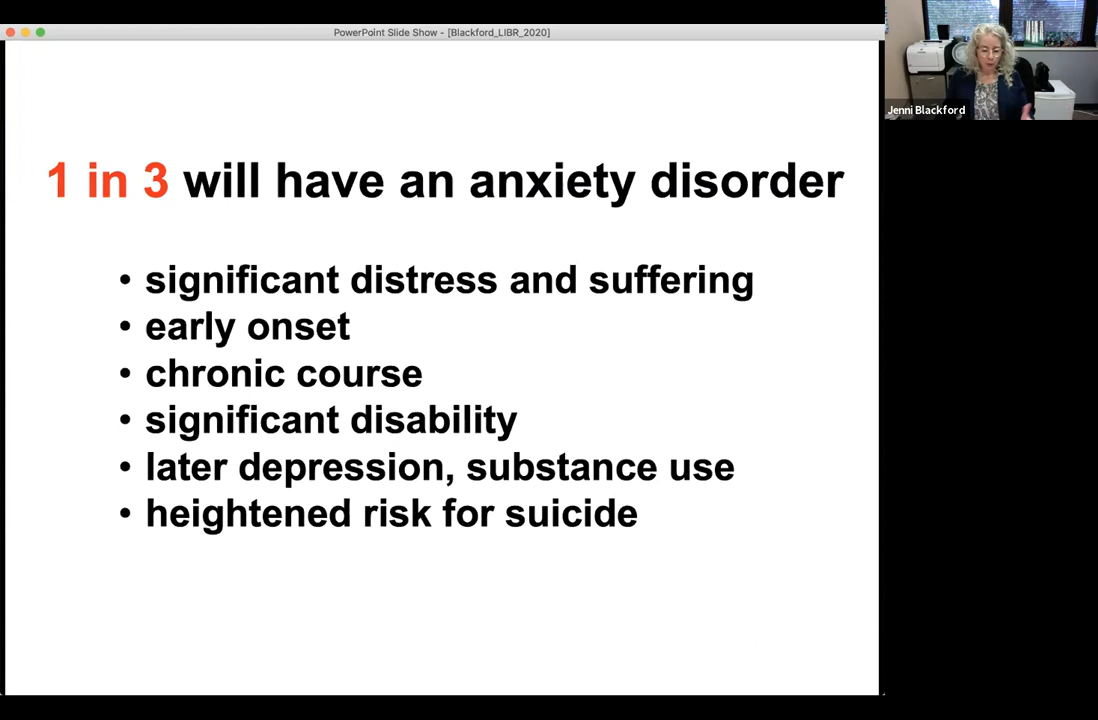 PowerPoint Slide Show - [Blackford_LIBR_2020]
Jenni Blackford
1 in 3 will have an anxiety disorder
• significant distress and suffering
• early onset
• chronic course
• significant disability
• later depression, substance use
• heightened risk for suicide